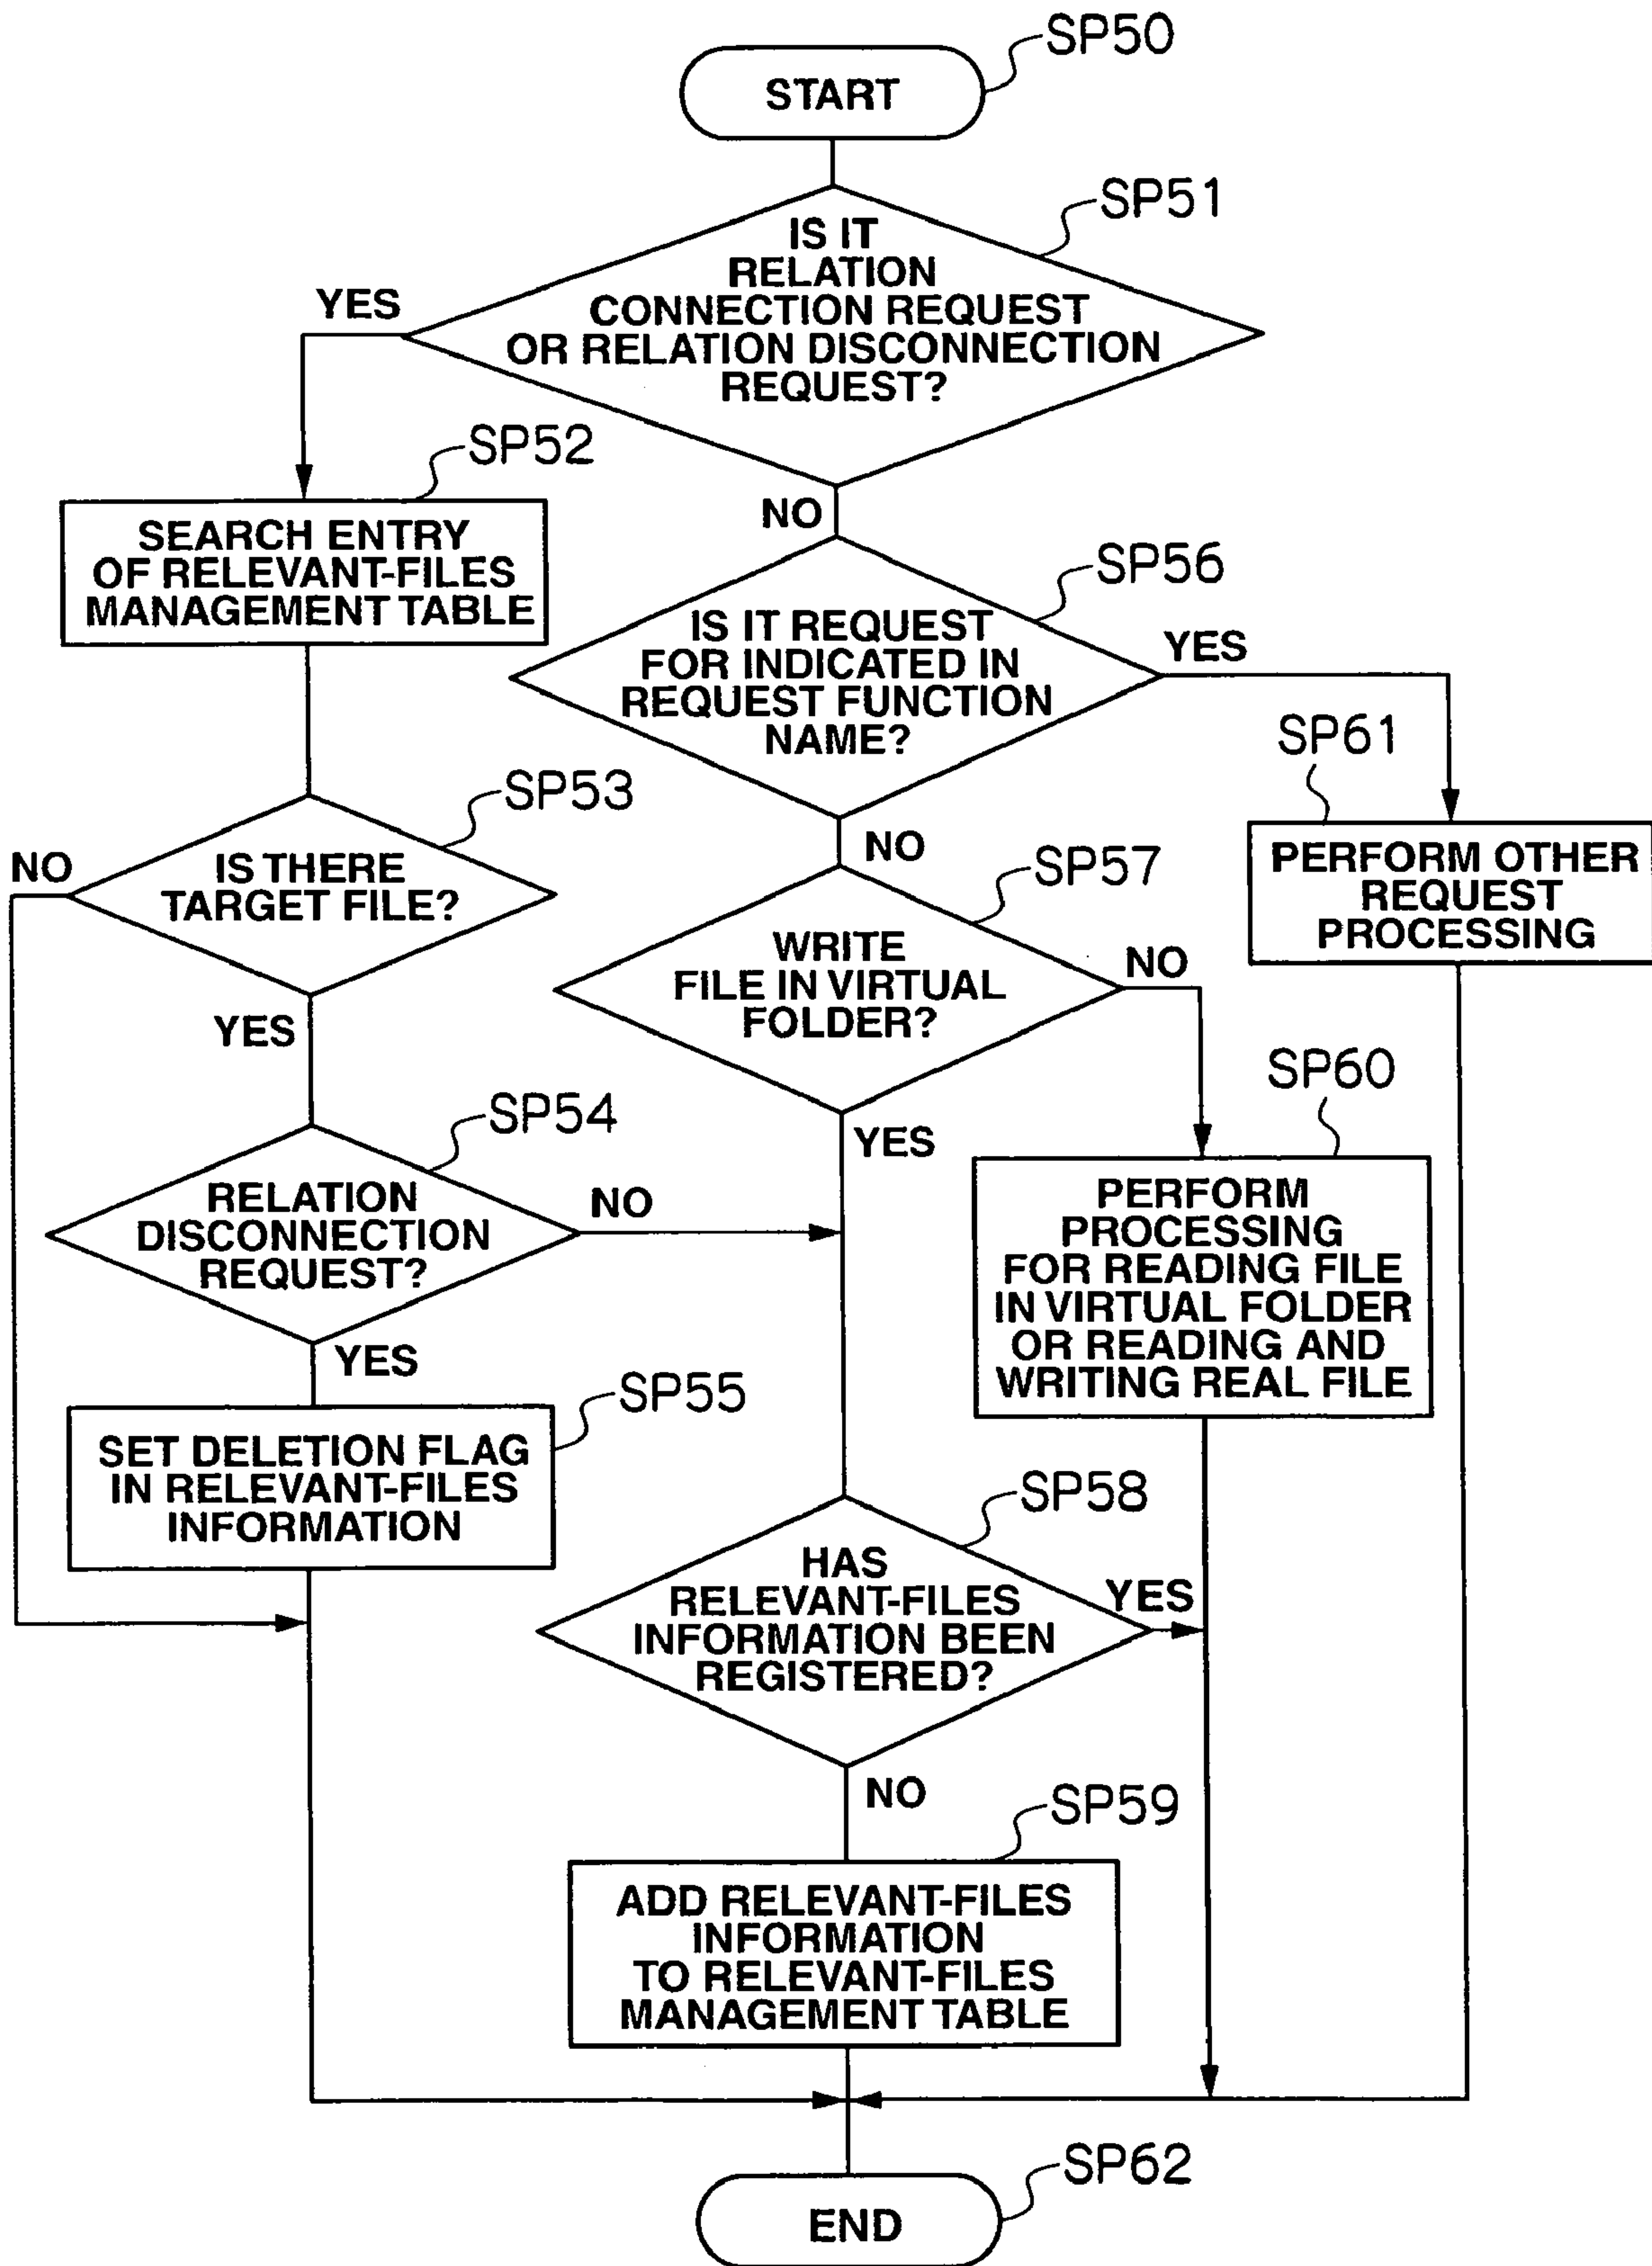 SP50
START
SP51
IS IT
RELATION
CONNECTION REQUEST
OR RELATION DISCONNECTION
REQUEST?
YES
NO
SP52
SEARCH ENTRY
OF RELEVANT-FILES
MANAGEMENT TABLE
SP56
IS IT REQUEST
FOR INDICATED IN
REQUEST FUNCTION
NAME?
YES
NO
SP61
PERFORM OTHER
REQUEST
PROCESSING
SP53
IS THERE
TARGET FILE?
NO
YES
SP57
WRITE
FILE IN VIRTUAL
FOLDER?
NO
YES
SP60
PERFORM
PROCESSING
FOR READING FILE
IN VIRTUAL FOLDER
OR READING AND
WRITING REAL FILE
SP54
RELATION
DISCONNECTION
REQUEST?
NO
YES
SP55
SET DELETION FLAG
IN RELEVANT-FILES
INFORMATION
SP58
HAS
RELEVANT-FILES
INFORMATION BEEN
REGISTERED?
YES
NO
SP59
ADD RELEVANT-FILES
INFORMATION
TO RELEVANT-FILES
MANAGEMENT TABLE
SP62
END